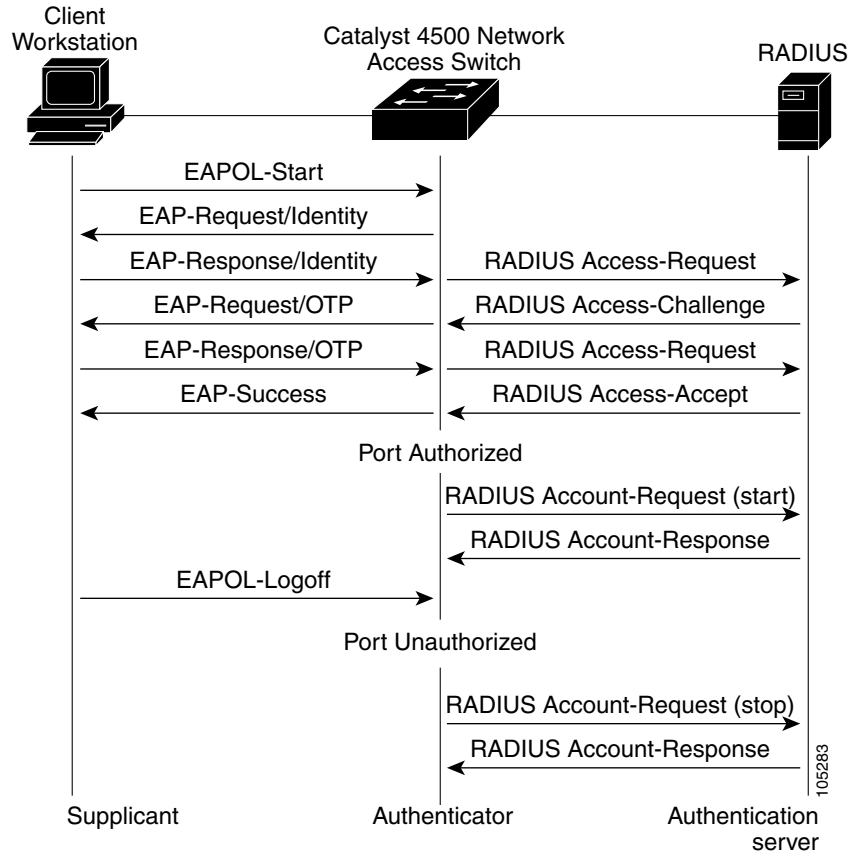 Client
Workstation
Catalyst 4500 Network
Access Switch
RADIUS
EAPOL-Start
EAP-Request/Identity
EAP-Response/Identity
RADIUS Access-Request
EAP-Request/OTP
RADIUS Access-Challenge
EAP-Response/OTP
RADIUS Access-Request
EAP-Success
RADIUS Access-Accept
Port Authorized
RADIUS Account-Request (start)
RADIUS Account-Response
EAPOL-Logoff
Port Unauthorized
RADIUS Account-Request (stop)
RADIUS Account-Response
105283
Supplicant
Authenticator
Authentication
server